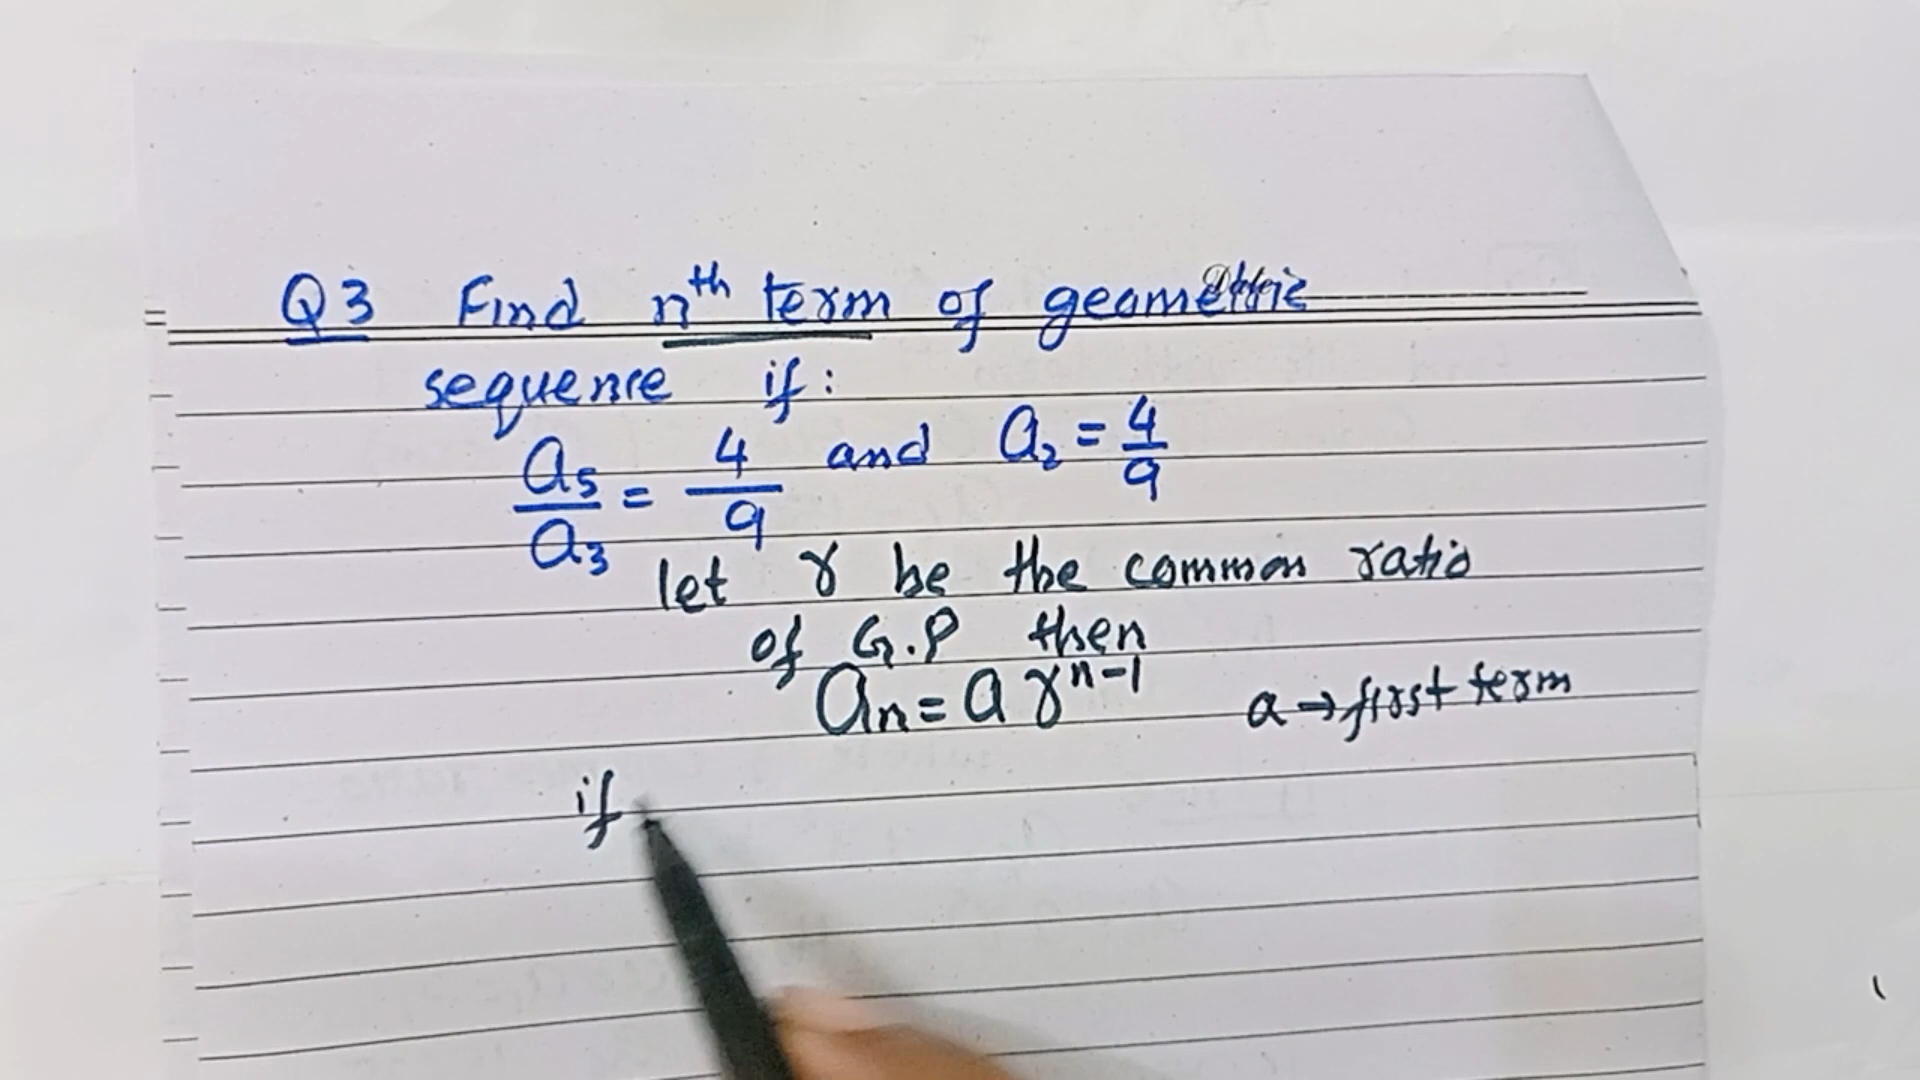 Q3 Find nth term of geometric
sequence if:
a₅/a₃ = 4/9 and a₂ = 4/9
let r be the common ratio
of G.P then
aₙ = a rⁿ⁻¹ a → first term
if